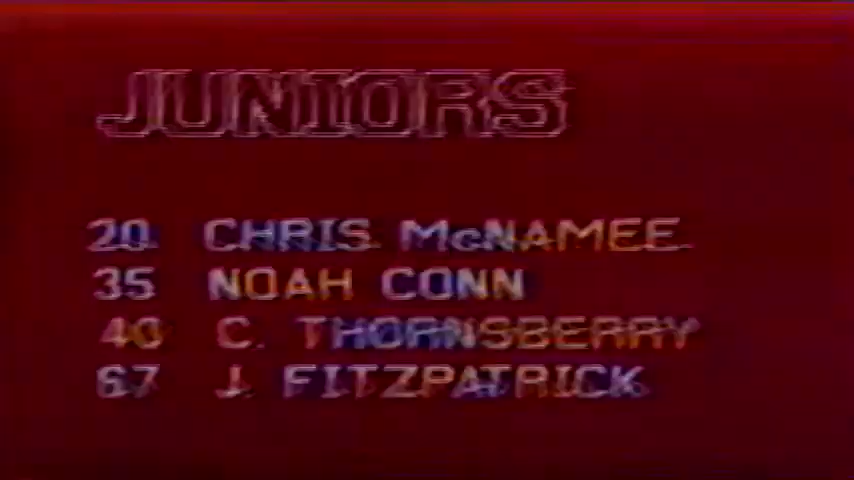 JUNIORS
20 CHRIS McNAMEE
35 NOAH CONN
40 C. THORNSBERRY
67 J. FITZPATRICK